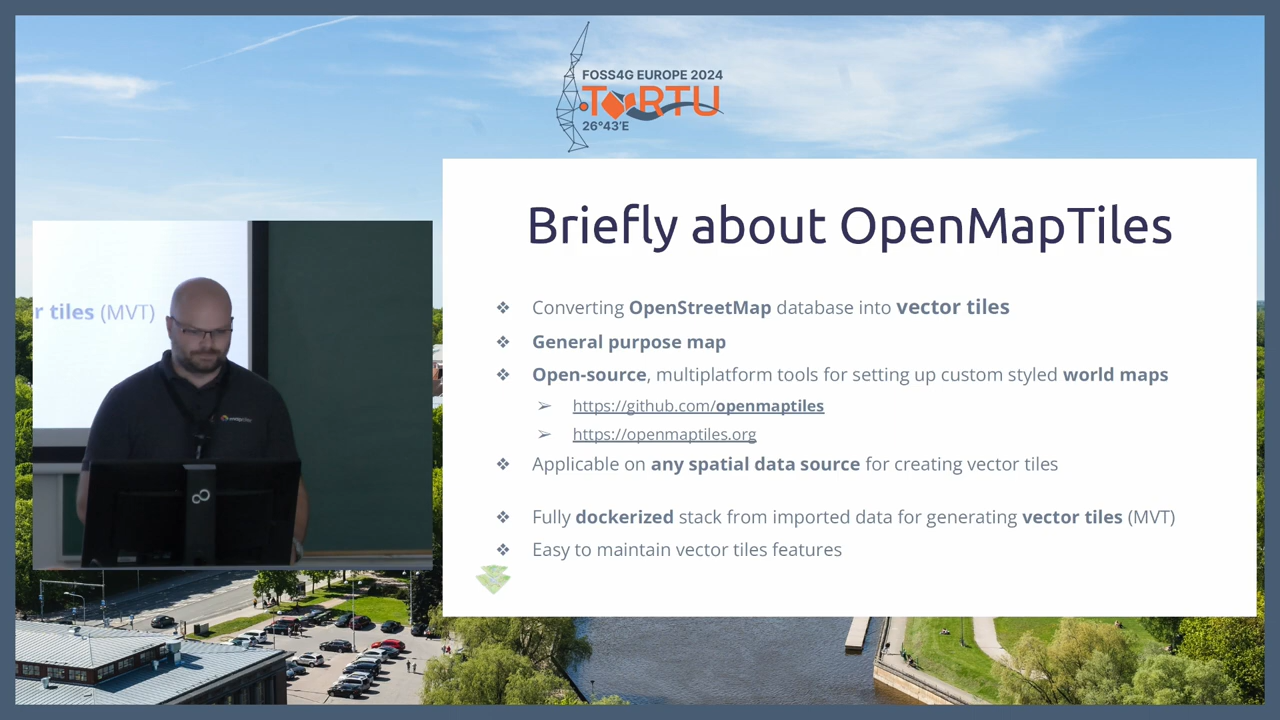 FOSS4G EUROPE 2024
TARTU
26°43'E
Briefly about OpenMapTiles
❖ Converting OpenStreetMap database into vector tiles
❖ General purpose map
❖ Open-source, multiplatform tools for setting up custom styled world maps
➢ https://github.com/openmaptiles
➢ https://openmaptiles.org
❖ Applicable on any spatial data source for creating vector tiles
❖ Fully dockerized stack from imported data for generating vector tiles (MVT)
❖ Easy to maintain vector tiles features
r tiles (MVT)